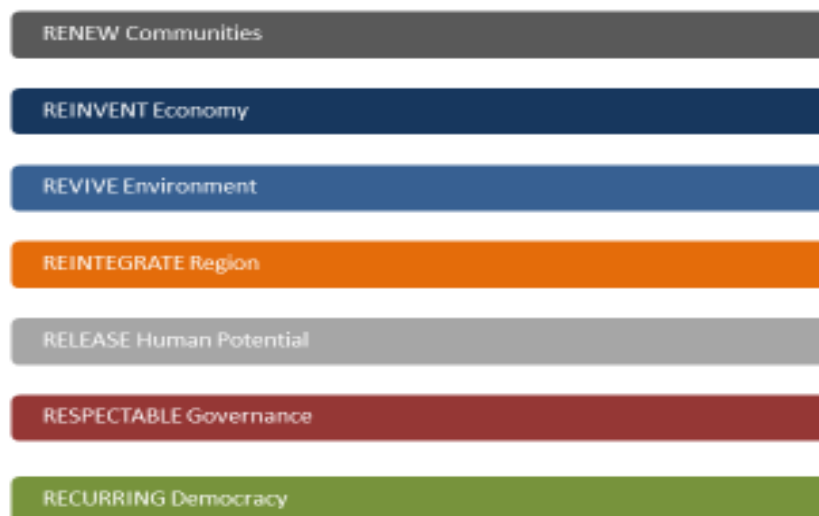 RENEW Communities
REINVENT Economy
REVIVE Environment
REINTEGRATE Region
RELEASE Human Potential
RESPECTABLE Governance
RECURRING Democracy